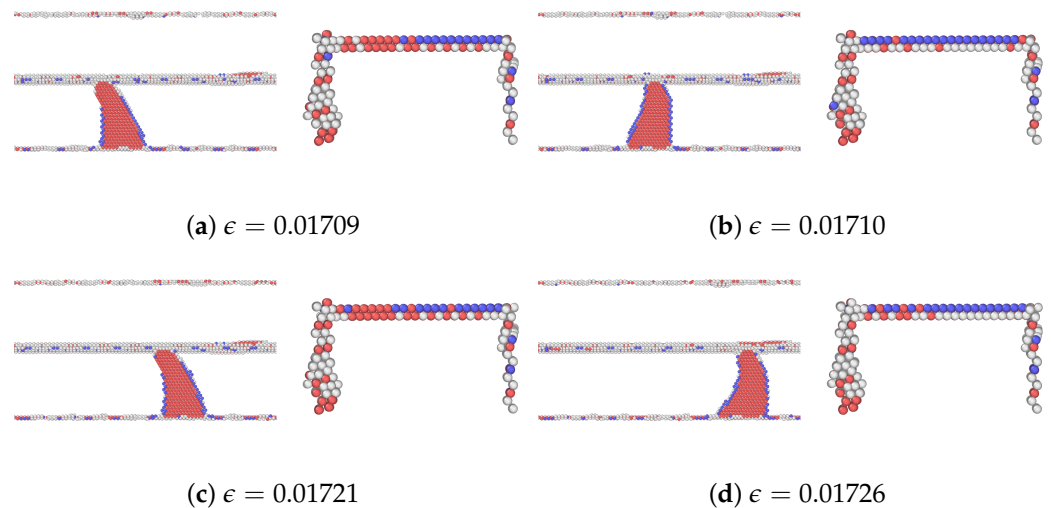 (a) ϵ = 0.01709
(b) ϵ = 0.01710
(c) ϵ = 0.01721
(d) ϵ = 0.01726